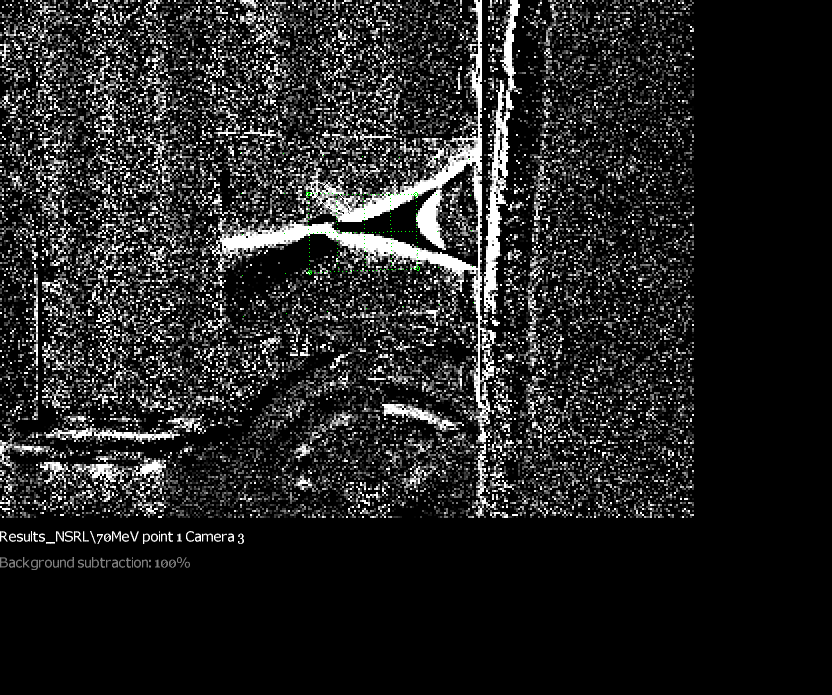 Results_NSRL\70MeV point 1 Camera 3
Background subtraction: 100%